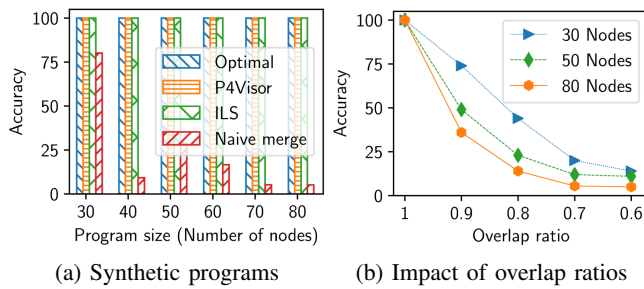 100
75
50
25
0
Accuracy
Optimal
P4Visor
ILS
Naive merge
30 40 50 60 70 80
Program size (Number of nodes)
(a) Synthetic programs
100
75
50
25
0
Accuracy
30 Nodes
50 Nodes
80 Nodes
1 0.9 0.8 0.7 0.6
Overlap ratio
(b) Impact of overlap ratios